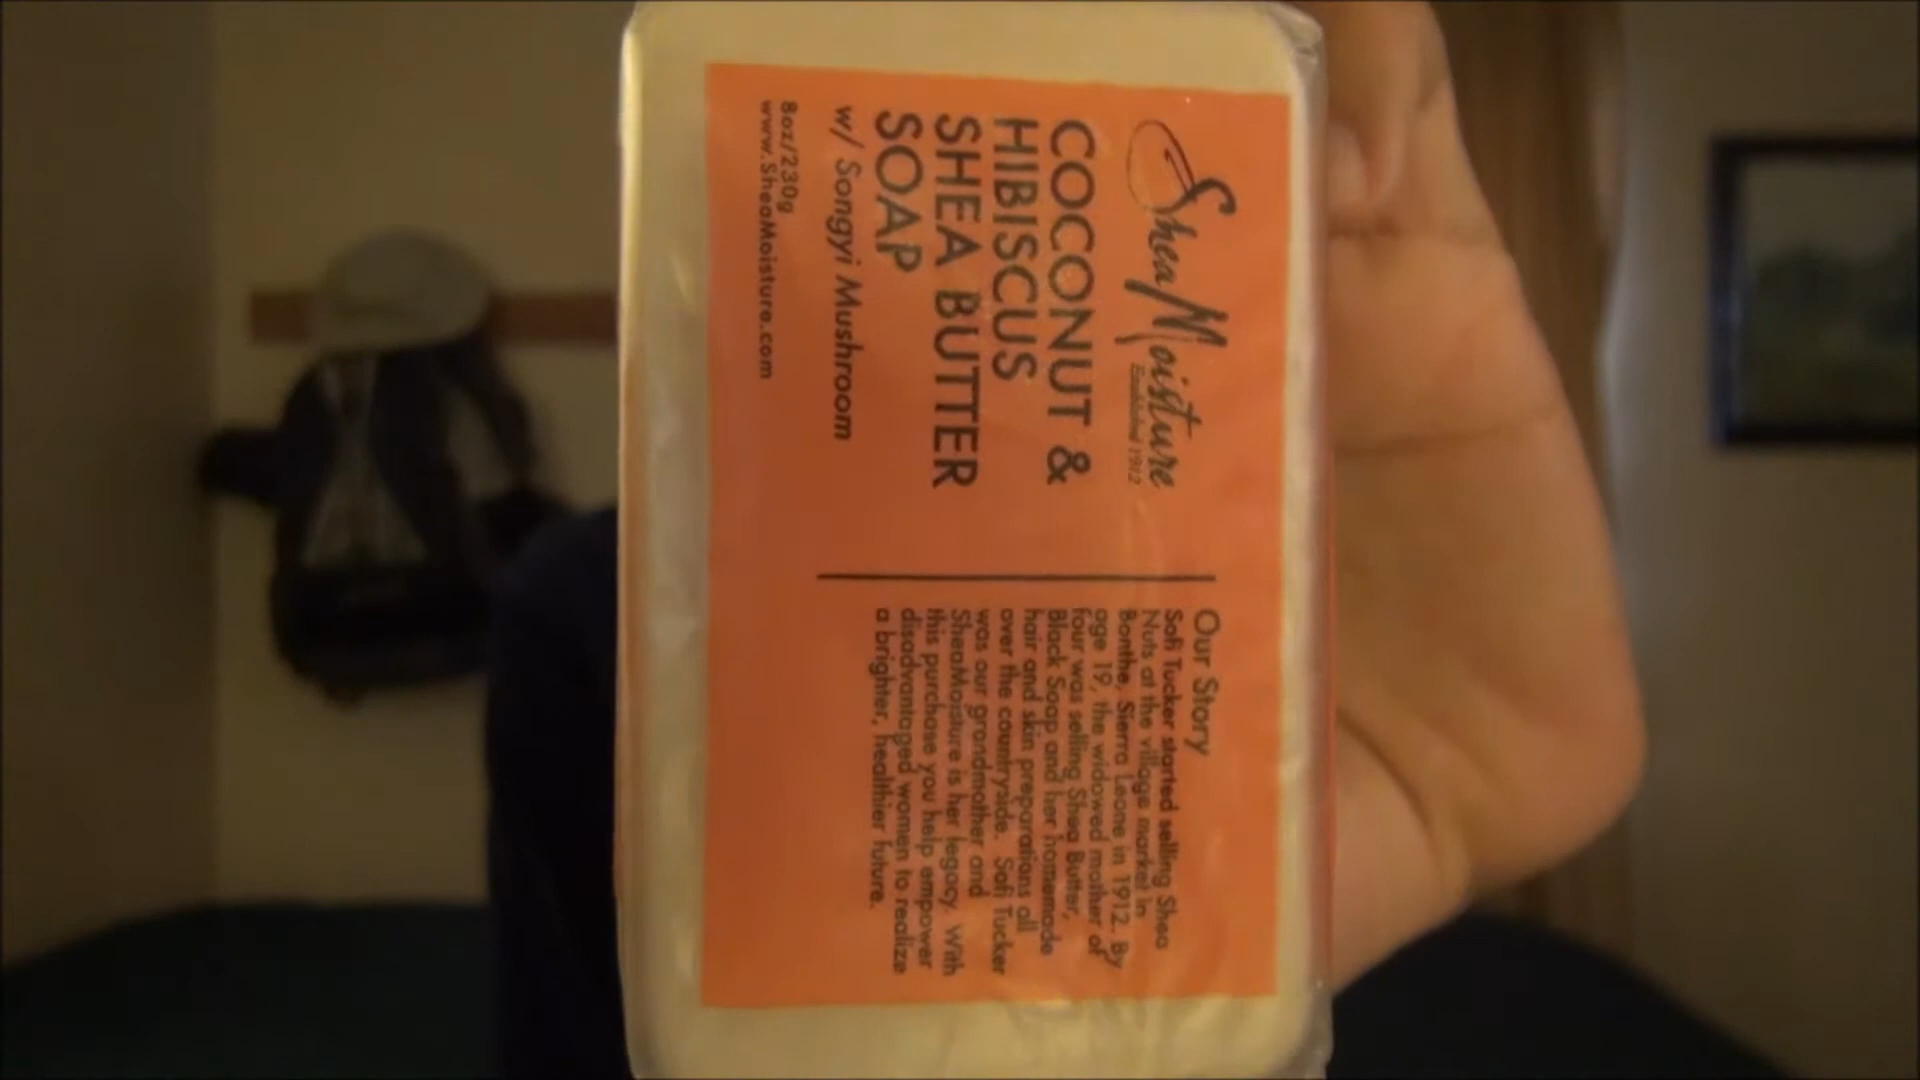 SheaMoisture
Established 1912
COCONUT &
HIBISCUS
SHEA BUTTER
SOAP
w/ Songyi Mushroom
8oz/230g
www.SheaMoisture.com
Our Story
Sofi Tucker started selling Shea
Nuts at the village market in
Bonthe, Sierra Leone in 1912. By
age 19, the widowed mother of
four was selling Shea Butter,
Black Soap and her homemade
hair and skin preparations all
over the countryside. Sofi Tucker
was our grandmother and
SheaMoisture is her legacy. With
this purchase you help empower
disadvantaged women to realize
a brighter, healthier future.